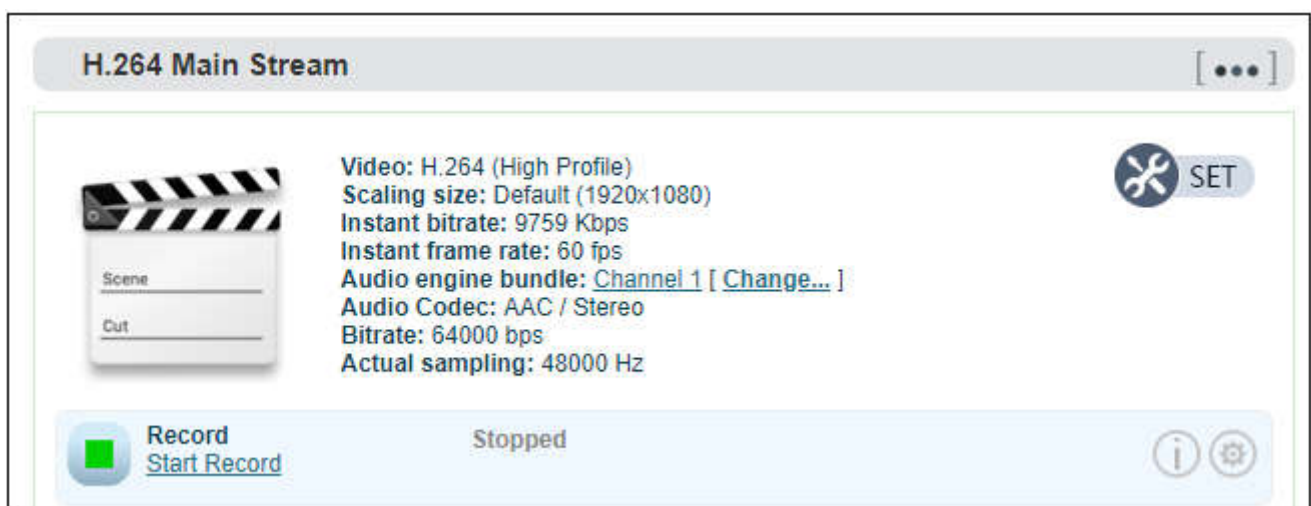 H.264 Main Stream
[ ••• ]
Video: H.264 (High Profile)
Scaling size: Default (1920x1080)
Instant bitrate: 9759 Kbps
Instant frame rate: 60 fps
Audio engine bundle: Channel 1 [ Change... ]
Audio Codec: AAC / Stereo
Bitrate: 64000 bps
Actual sampling: 48000 Hz
SET
Scene
Cut
Record
Start Record
Stopped